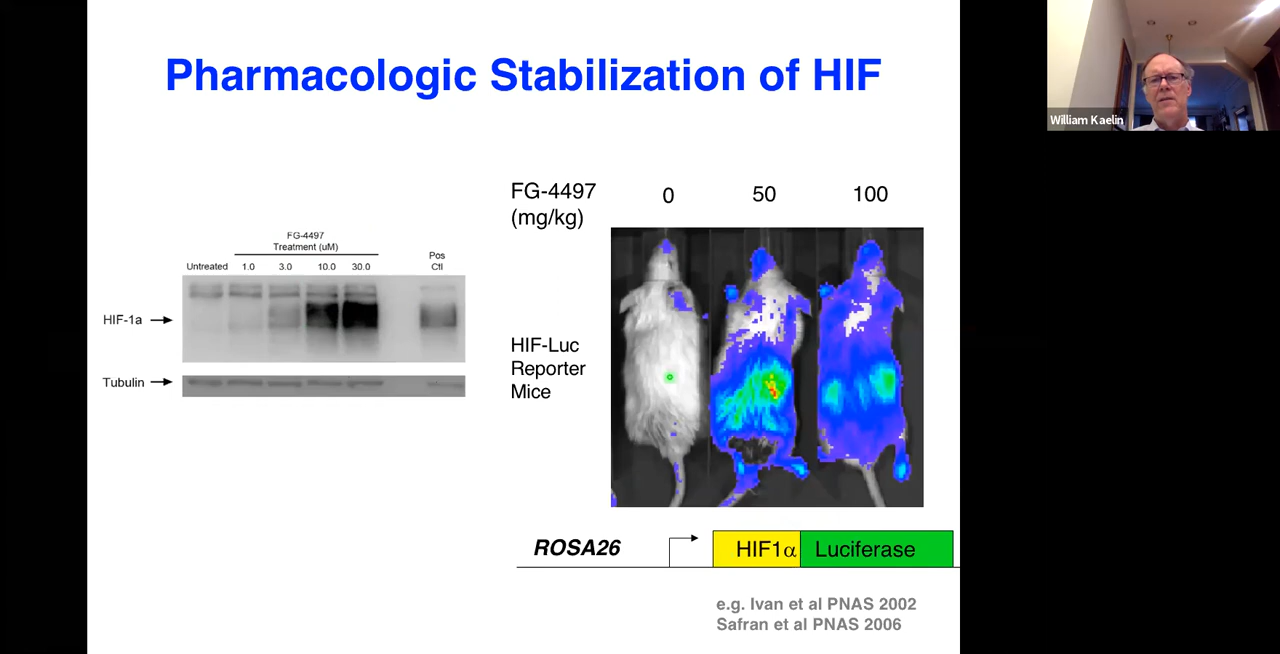 Pharmacologic Stabilization of HIF
William Kaelin
FG-4497
Treatment (uM)
Untreated 1.0 3.0 10.0 30.0 Pos Ctl
HIF-1a
Tubulin
FG-4497 0 50 100
(mg/kg)
HIF-Luc
Reporter
Mice
ROSA26 HIF1α Luciferase
e.g. Ivan et al PNAS 2002
Safran et al PNAS 2006